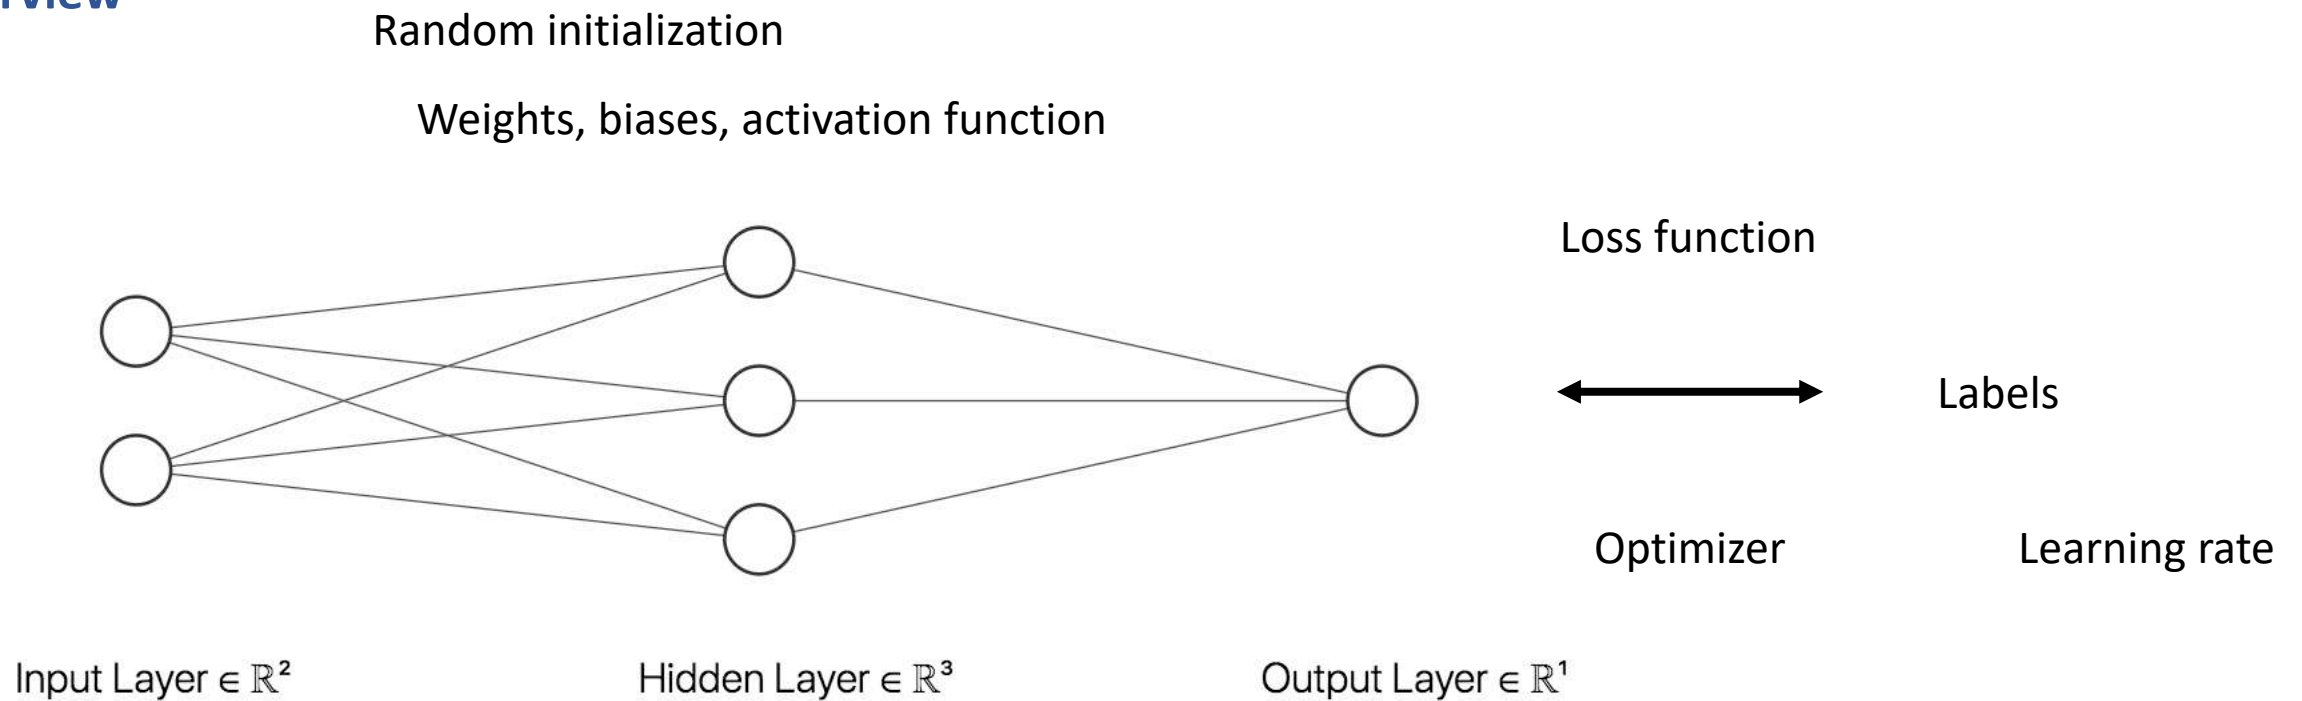 Random initialization
Weights, biases, activation function
Loss function
Labels
Optimizer
Learning rate
Input Layer ∈ ℝ²
Hidden Layer ∈ ℝ³
Output Layer ∈ ℝ¹